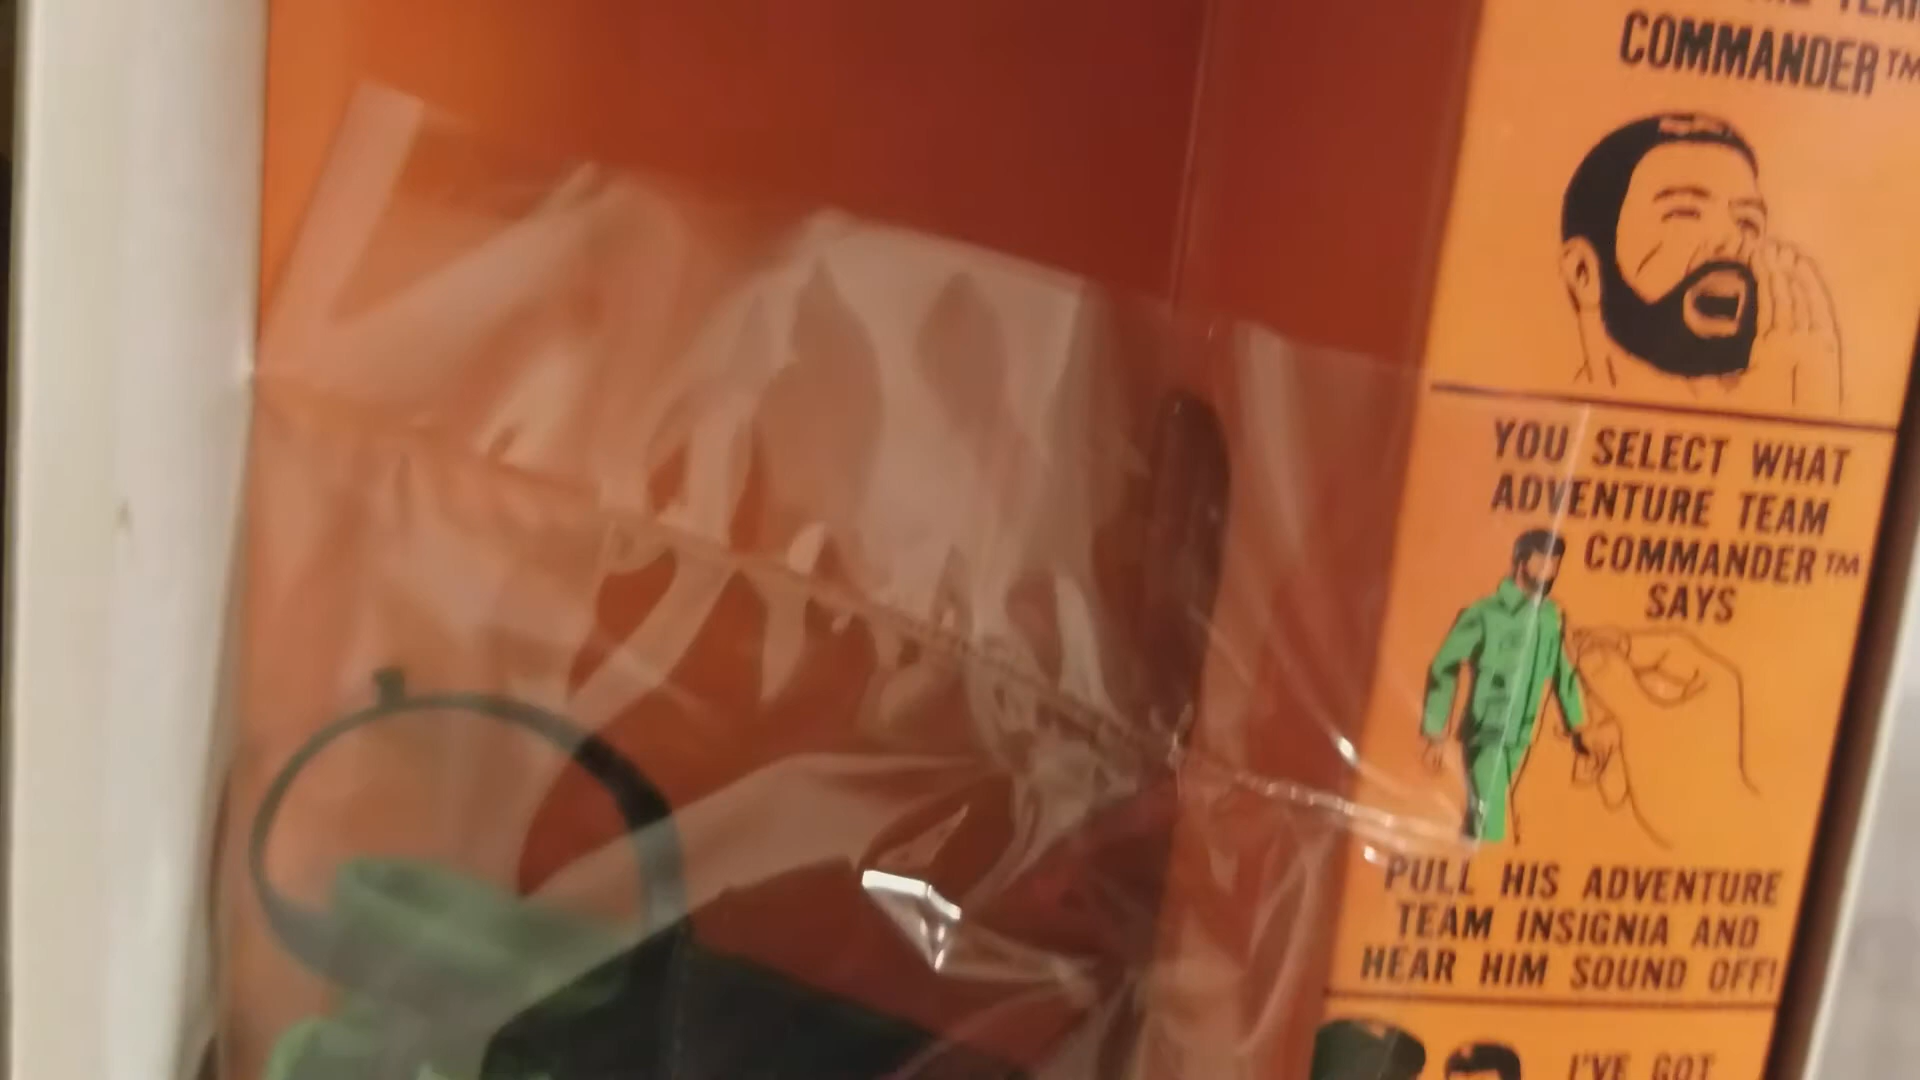 COMMANDER™
YOU SELECT WHAT
ADVENTURE TEAM
COMMANDER™
SAYS
PULL HIS ADVENTURE
TEAM INSIGNIA AND
HEAR HIM SOUND OFF!
I'VE GOT